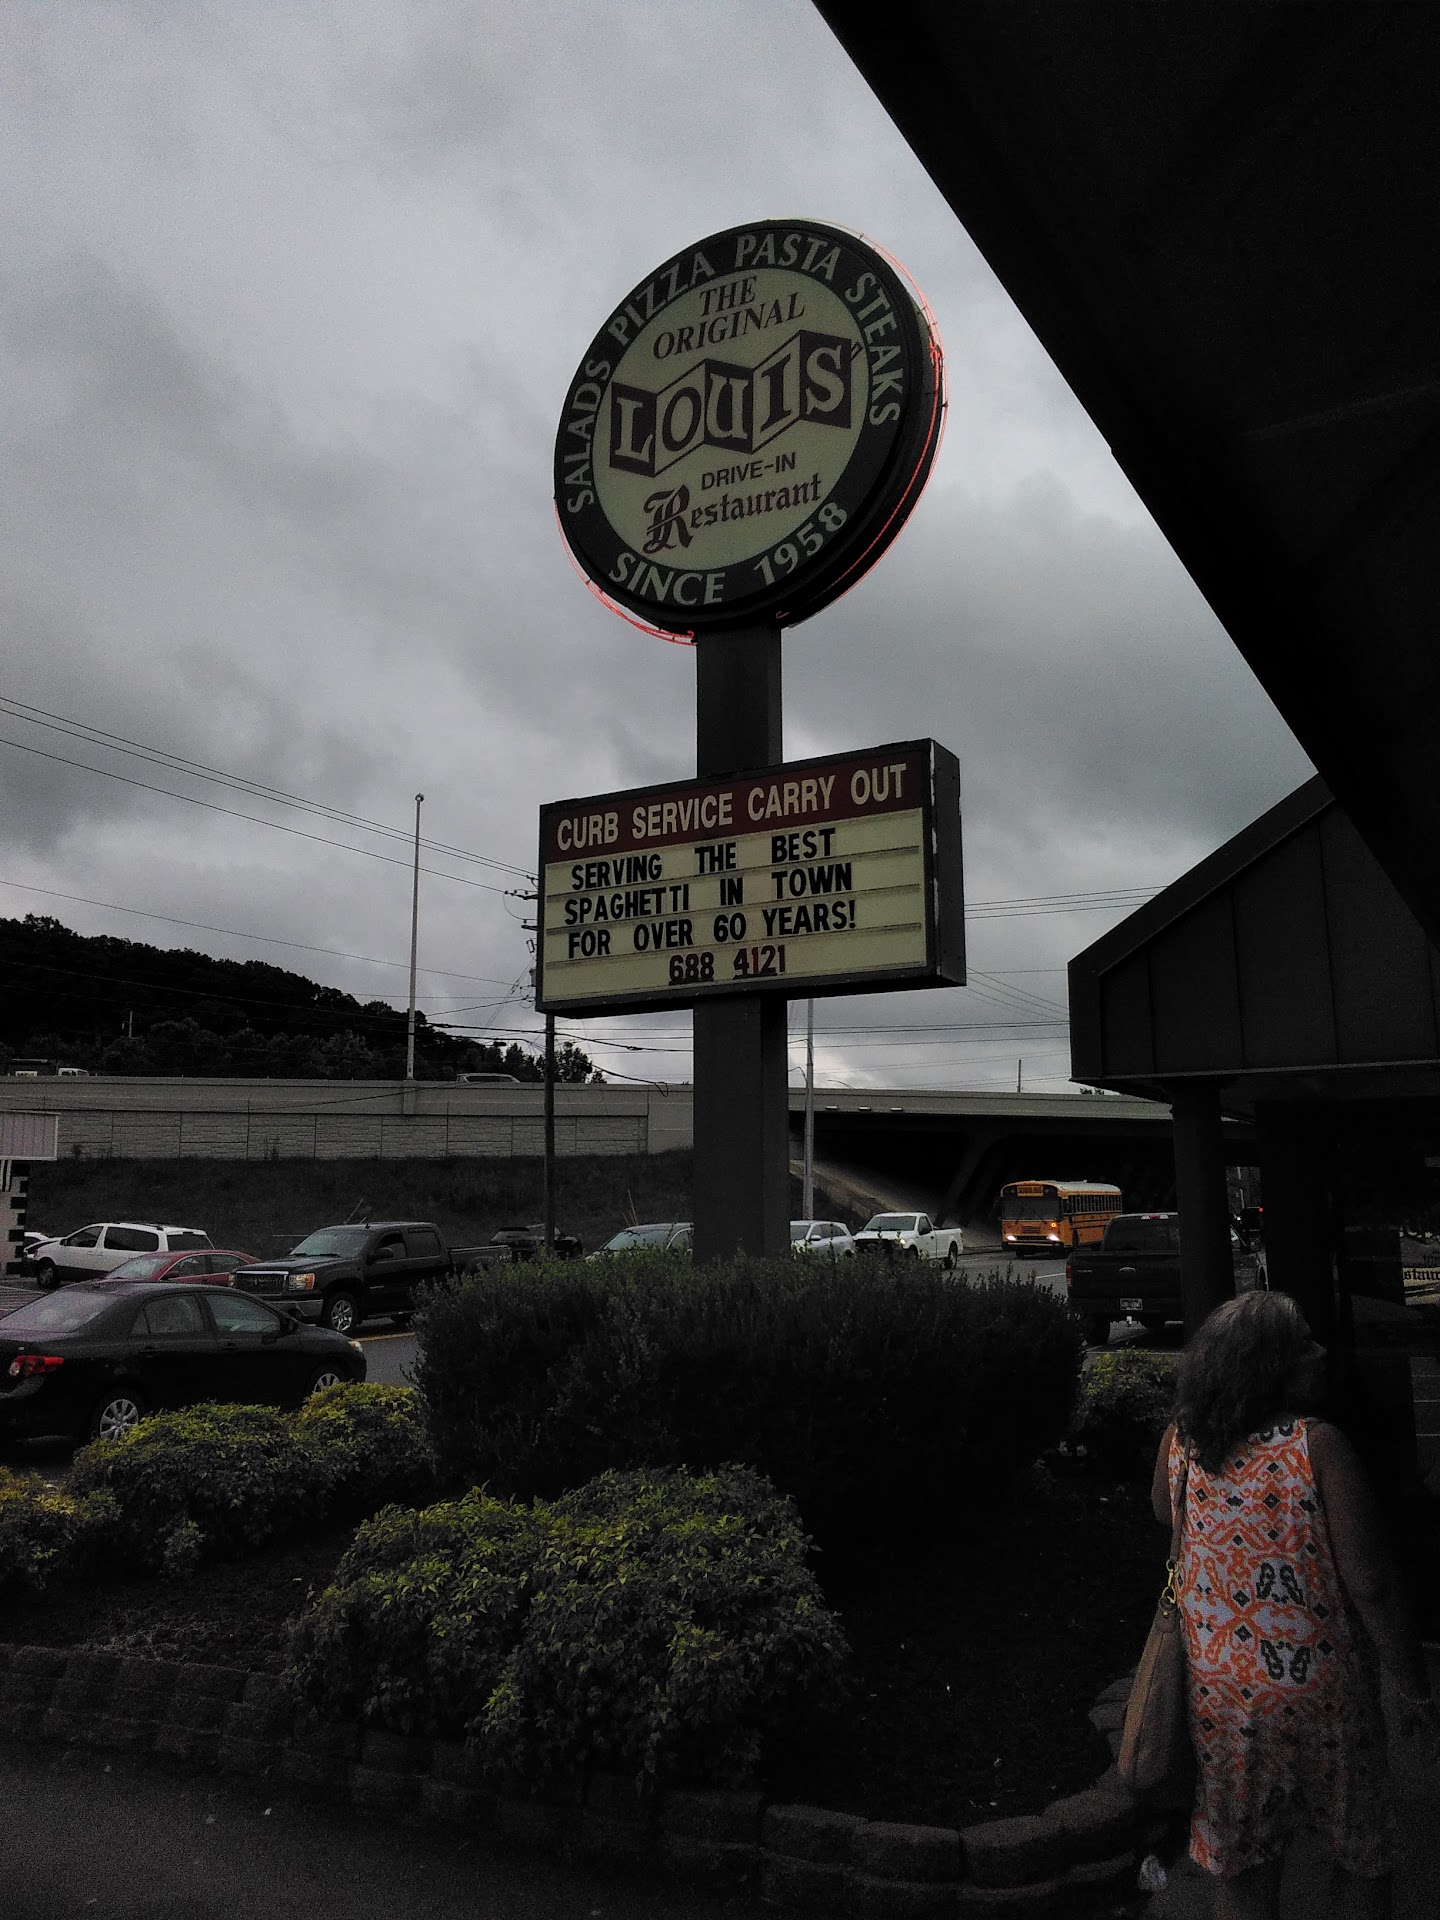 SALADS PIZZA PASTA STEAKS
THE
ORIGINAL
LOUIS'
DRIVE-IN
Restaurant
SINCE 1958
CURB SERVICE CARRY OUT
SERVING THE BEST
SPAGHETTI IN TOWN
FOR OVER 60 YEARS!
688 4121